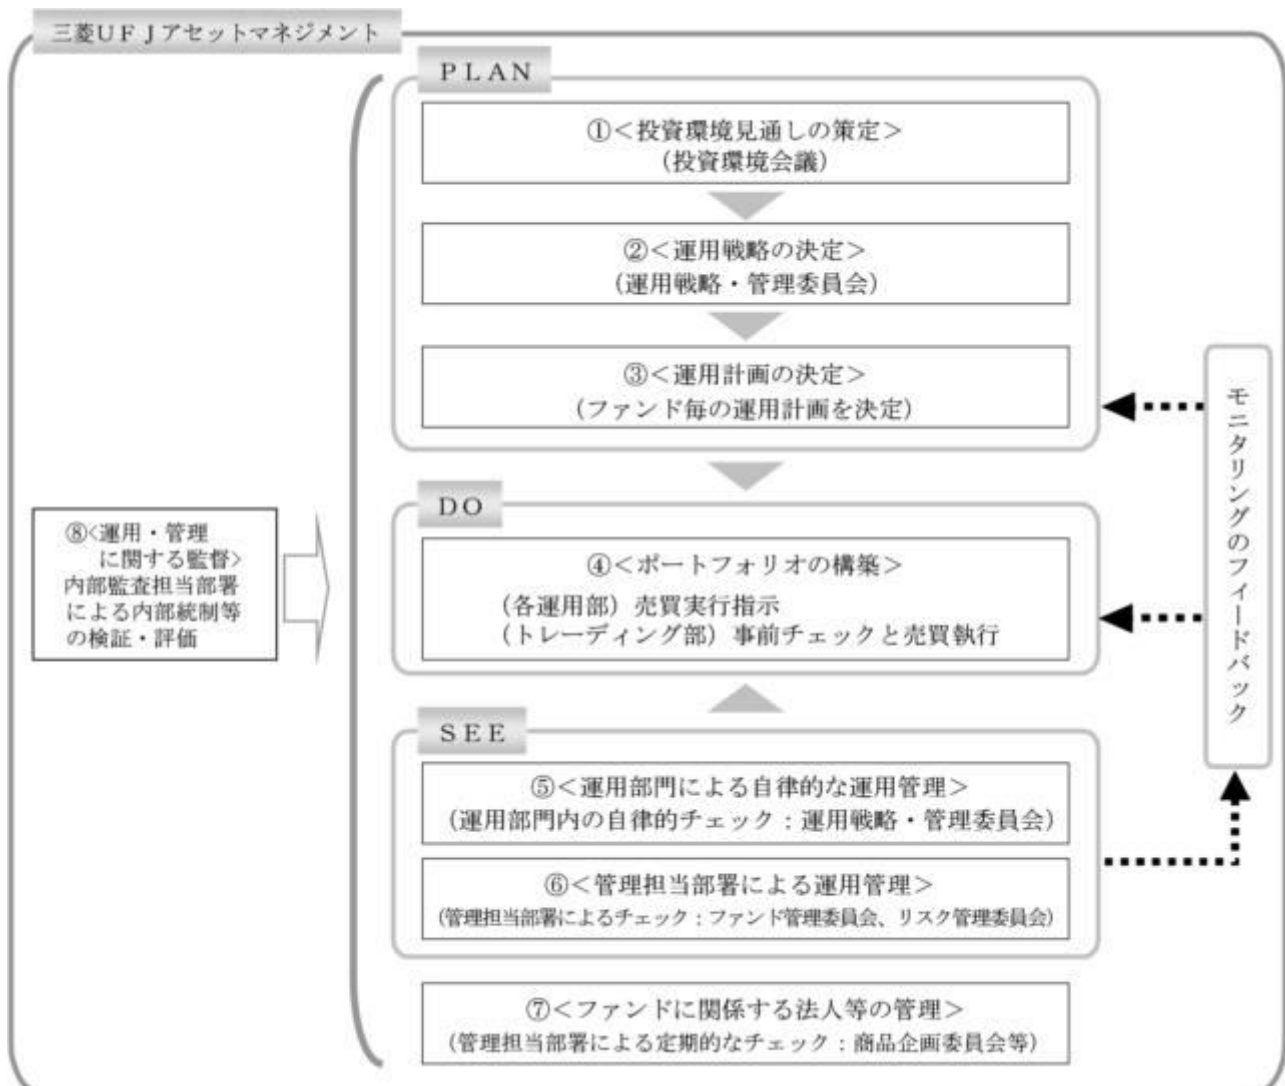 三菱ＵＦＪアセットマネジメント
ＰＬＡＮ
①＜投資環境見通しの策定＞
（投資環境会議）
②＜運用戦略の決定＞
（運用戦略・管理委員会）
③＜運用計画の決定＞
（ファンド毎の運用計画を決定）
ＤＯ
④＜ポートフォリオの構築＞
（各運用部）売買実行指示
（トレーディング部）事前チェックと売買執行
ＳＥＥ
⑤＜運用部門による自律的な運用管理＞
（運用部門内の自律的チェック：運用戦略・管理委員会）
⑥＜管理担当部署による運用管理＞
（管理担当部署によるチェック：ファンド管理委員会、リスク管理委員会）
⑦＜ファンドに関係する法人等の管理＞
（管理担当部署による定期的なチェック：商品企画委員会等）
⑧<運用・管理
に関する監督>
内部監査担当部署
による内部統制等
の検証・評価
モニタリングのフィードバック